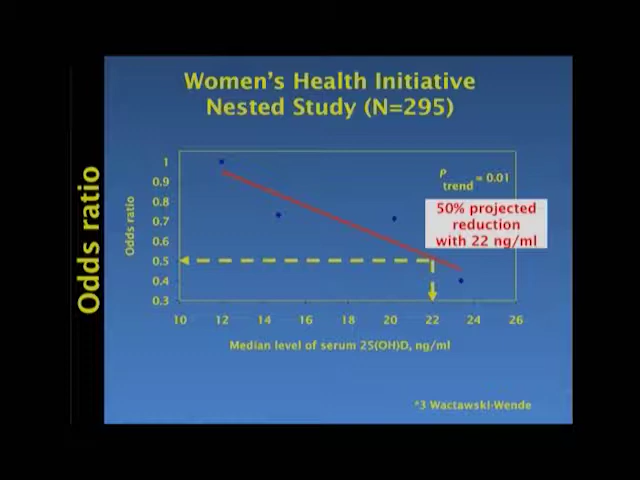 Women's Health Initiative
Nested Study (N=295)
Odds ratio
Odds ratio
1
0.9
0.8
0.7
0.6
0.5
0.4
0.3
10 12 14 16 18 20 22 24 26
P trend = 0.01
50% projected
reduction
with 22 ng/ml
Median level of serum 25(OH)D, ng/ml
*3 Wactawski-Wende